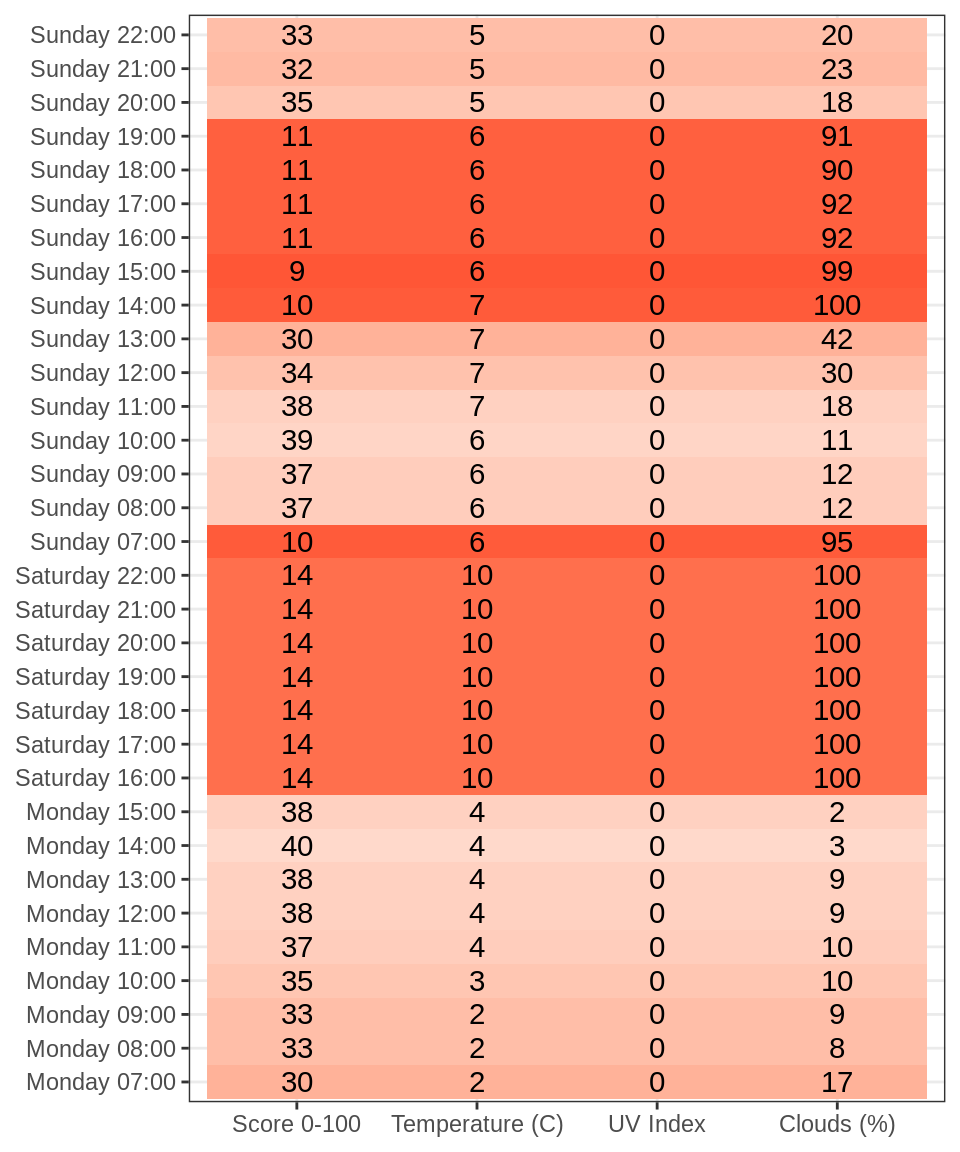 Sunday 22:00 33 5 0 20
Sunday 21:00 32 5 0 23
Sunday 20:00 35 5 0 18
Sunday 19:00 11 6 0 91
Sunday 18:00 11 6 0 90
Sunday 17:00 11 6 0 92
Sunday 16:00 11 6 0 92
Sunday 15:00 9 6 0 99
Sunday 14:00 10 7 0 100
Sunday 13:00 30 7 0 42
Sunday 12:00 34 7 0 30
Sunday 11:00 38 7 0 18
Sunday 10:00 39 6 0 11
Sunday 09:00 37 6 0 12
Sunday 08:00 37 6 0 12
Sunday 07:00 10 6 0 95
Saturday 22:00 14 10 0 100
Saturday 21:00 14 10 0 100
Saturday 20:00 14 10 0 100
Saturday 19:00 14 10 0 100
Saturday 18:00 14 10 0 100
Saturday 17:00 14 10 0 100
Saturday 16:00 14 10 0 100
Monday 15:00 38 4 0 2
Monday 14:00 40 4 0 3
Monday 13:00 38 4 0 9
Monday 12:00 38 4 0 9
Monday 11:00 37 4 0 10
Monday 10:00 35 3 0 10
Monday 09:00 33 2 0 9
Monday 08:00 33 2 0 8
Monday 07:00 30 2 0 17
Score 0-100 Temperature (C) UV Index Clouds (%)